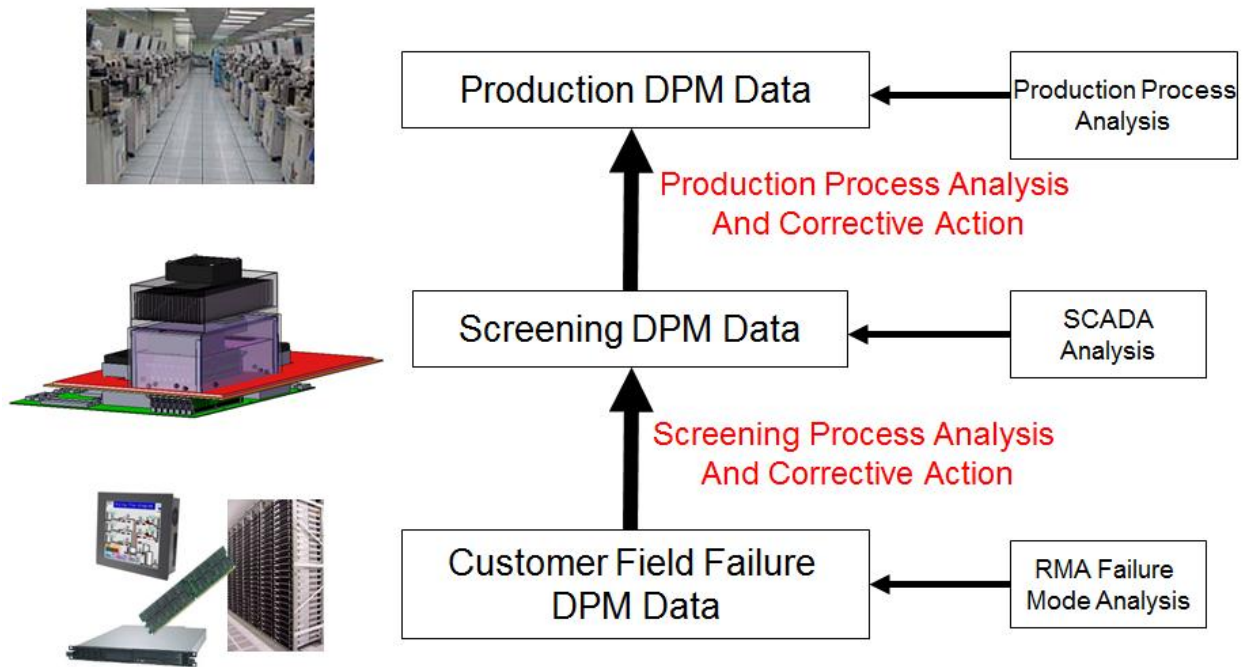 Production DPM Data
Production Process
Analysis
Production Process Analysis
And Corrective Action
Screening DPM Data
SCADA
Analysis
Screening Process Analysis
And Corrective Action
Customer Field Failure
DPM Data
RMA Failure
Mode Analysis